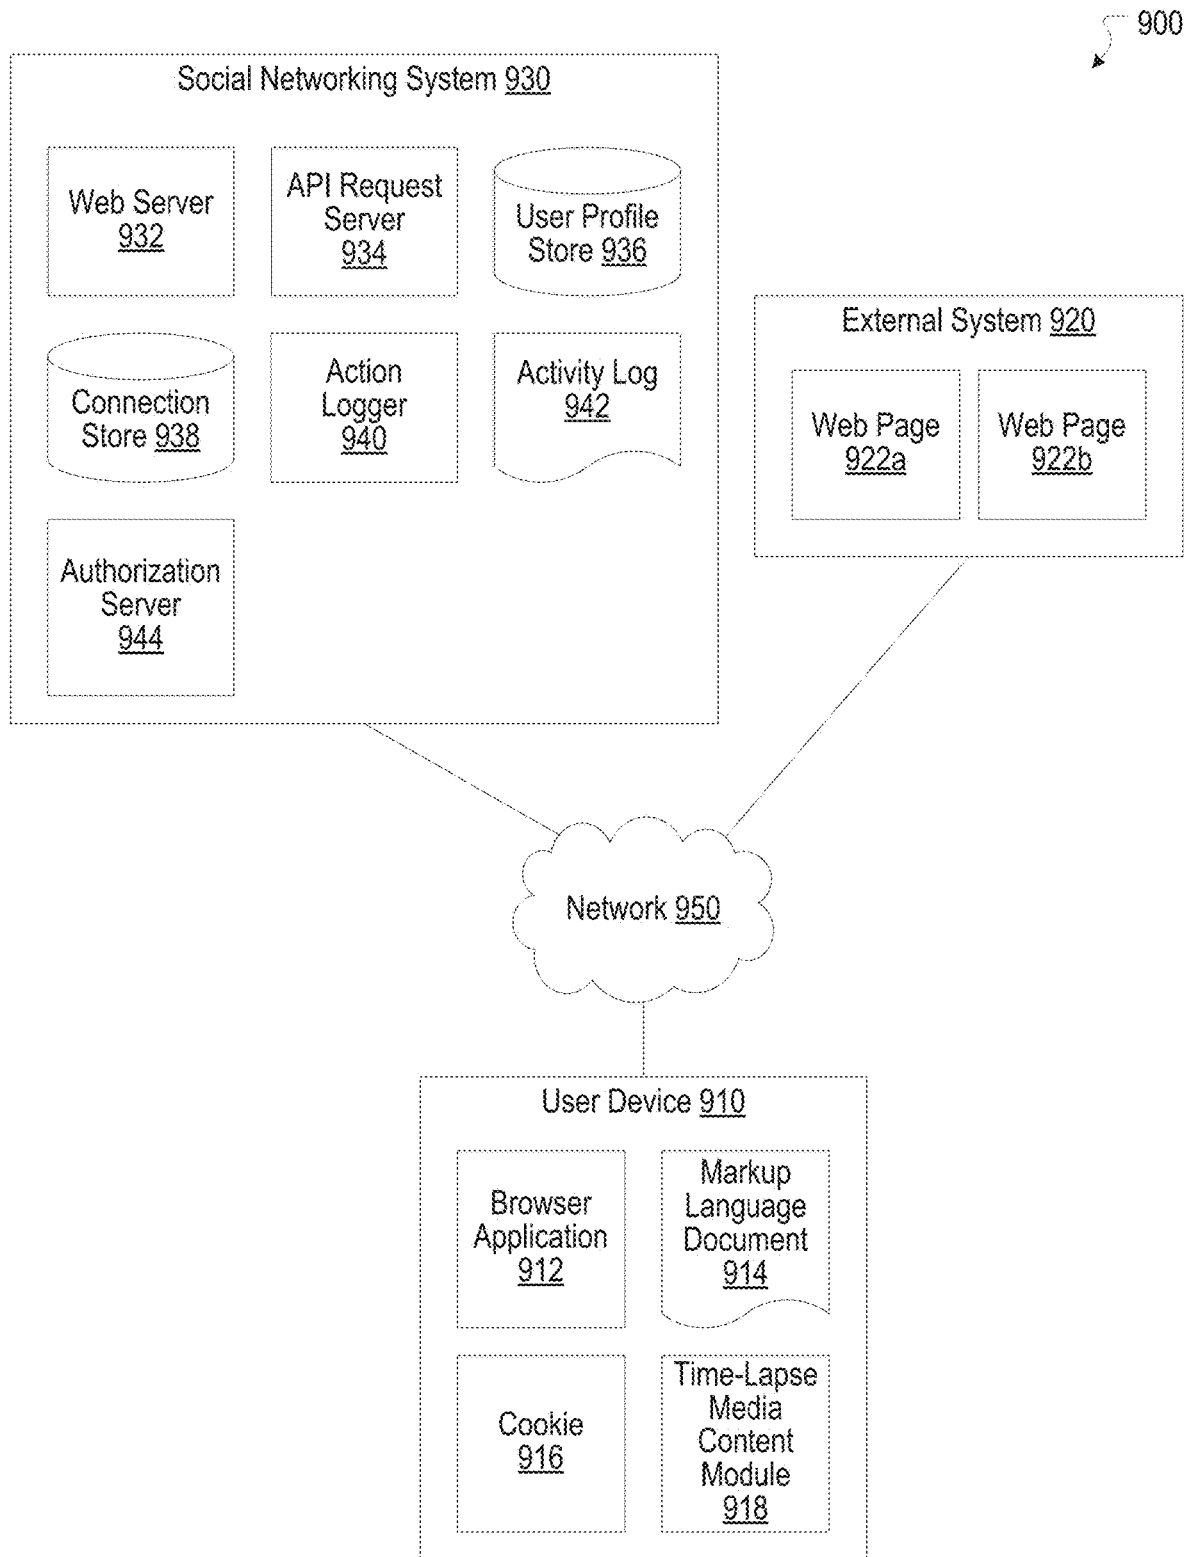 900
Social Networking System 930
Web Server
932
API Request
Server
934
User Profile
Store 936
Connection
Store 938
Action
Logger
940
Activity Log
942
Authorization
Server
944
External System 920
Web Page
922a
Web Page
922b
Network 950
User Device 910
Browser
Application
912
Markup
Language
Document
914
Cookie
916
Time-Lapse
Media
Content
Module
918